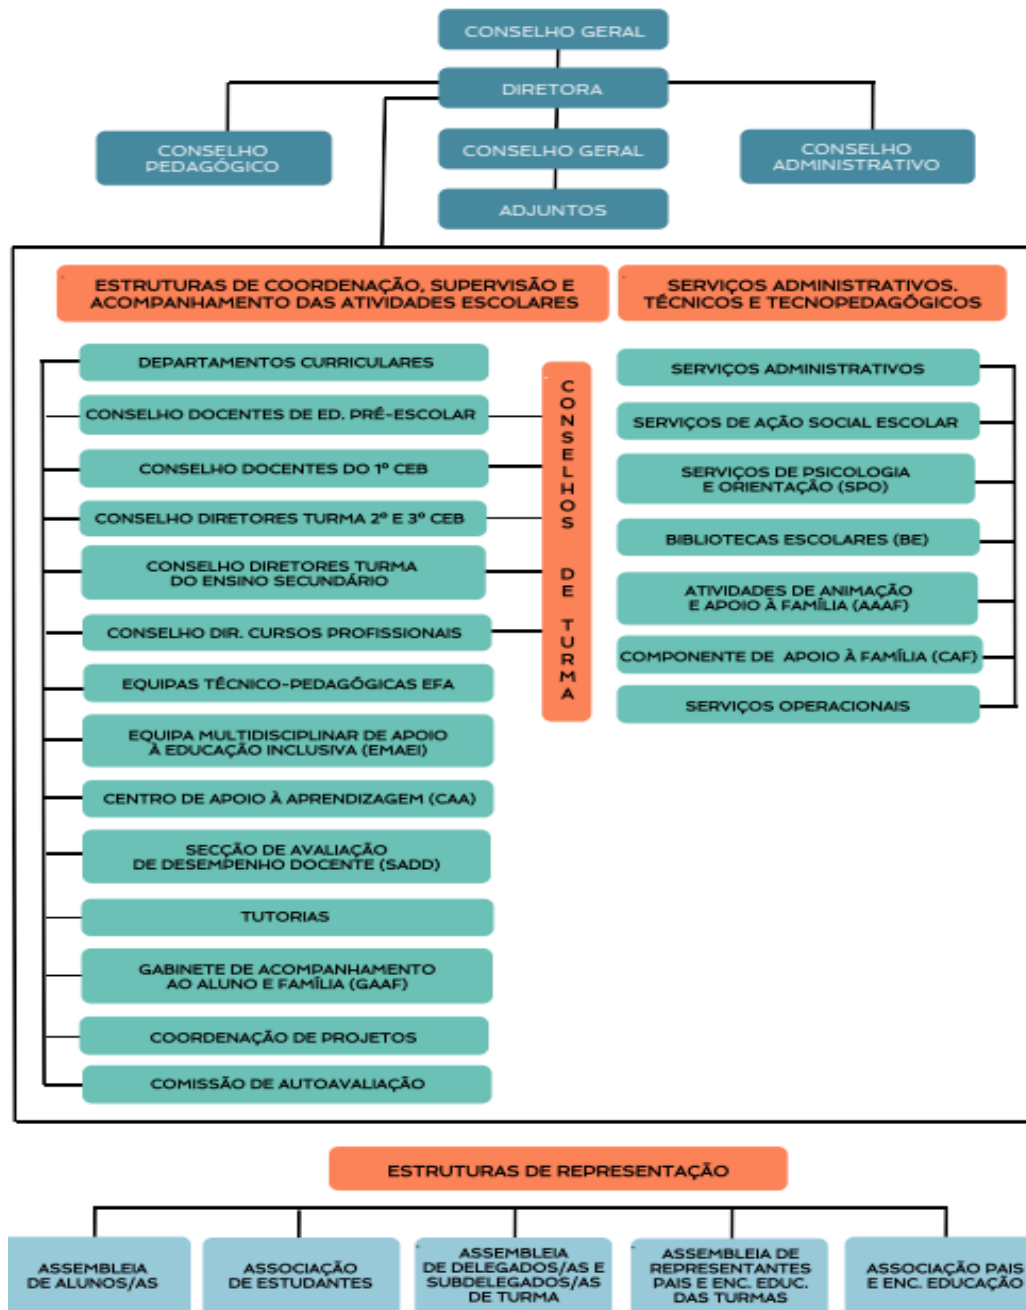 CONSELHO GERAL
DIRETORA
CONSELHO
PEDAGÓGICO
CONSELHO GERAL
CONSELHO
ADMINISTRATIVO
ADJUNTOS
ESTRUTURAS DE COORDENAÇÃO, SUPERVISÃO E
ACOMPANHAMENTO DAS ATIVIDADES ESCOLARES
SERVIÇOS ADMINISTRATIVOS.
TÉCNICOS E TECNOPEDAGÓGICOS
DEPARTAMENTOS CURRICULARES
CONSELHO DOCENTES DE ED. PRÉ-ESCOLAR
CONSELHO DOCENTES DO 1º CEB
CONSELHO DIRETORES TURMA 2º E 3º CEB
CONSELHO DIRETORES TURMA
DO ENSINO SECUNDÁRIO
CONSELHO DIR. CURSOS PROFISSIONAIS
EQUIPAS TÉCNICO-PEDAGÓGICAS EFA
EQUIPA MULTIDISCIPLINAR DE APOIO
À EDUCAÇÃO INCLUSIVA (EMAEI)
CENTRO DE APOIO À APRENDIZAGEM (CAA)
SECÇÃO DE AVALIAÇÃO
DE DESEMPENHO DOCENTE (SADD)
TUTORIAS
GABINETE DE ACOMPANHAMENTO
AO ALUNO E FAMÍLIA (GAAF)
COORDENAÇÃO DE PROJETOS
COMISSÃO DE AUTOAVALIAÇÃO
CONSELHOS DE TURMA
SERVIÇOS ADMINISTRATIVOS
SERVIÇOS DE AÇÃO SOCIAL ESCOLAR
SERVIÇOS DE PSICOLOGIA
E ORIENTAÇÃO (SPO)
BIBLIOTECAS ESCOLARES (BE)
ATIVIDADES DE ANIMAÇÃO
E APOIO À FAMÍLIA (AAAF)
COMPONENTE DE APOIO À FAMÍLIA (CAF)
SERVIÇOS OPERACIONAIS
ESTRUTURAS DE REPRESENTAÇÃO
ASSEMBLEIA
DE ALUNOS/AS
ASSOCIAÇÃO
DE ESTUDANTES
ASSEMBLEIA
DE DELEGADOS/AS E
SUBDELEGADOS/AS
DE TURMA
ASSEMBLEIA DE
REPRESENTANTES
PAIS E ENC. EDUC.
DAS TURMAS
ASSOCIAÇÃO PAIS
E ENC. EDUCAÇÃO